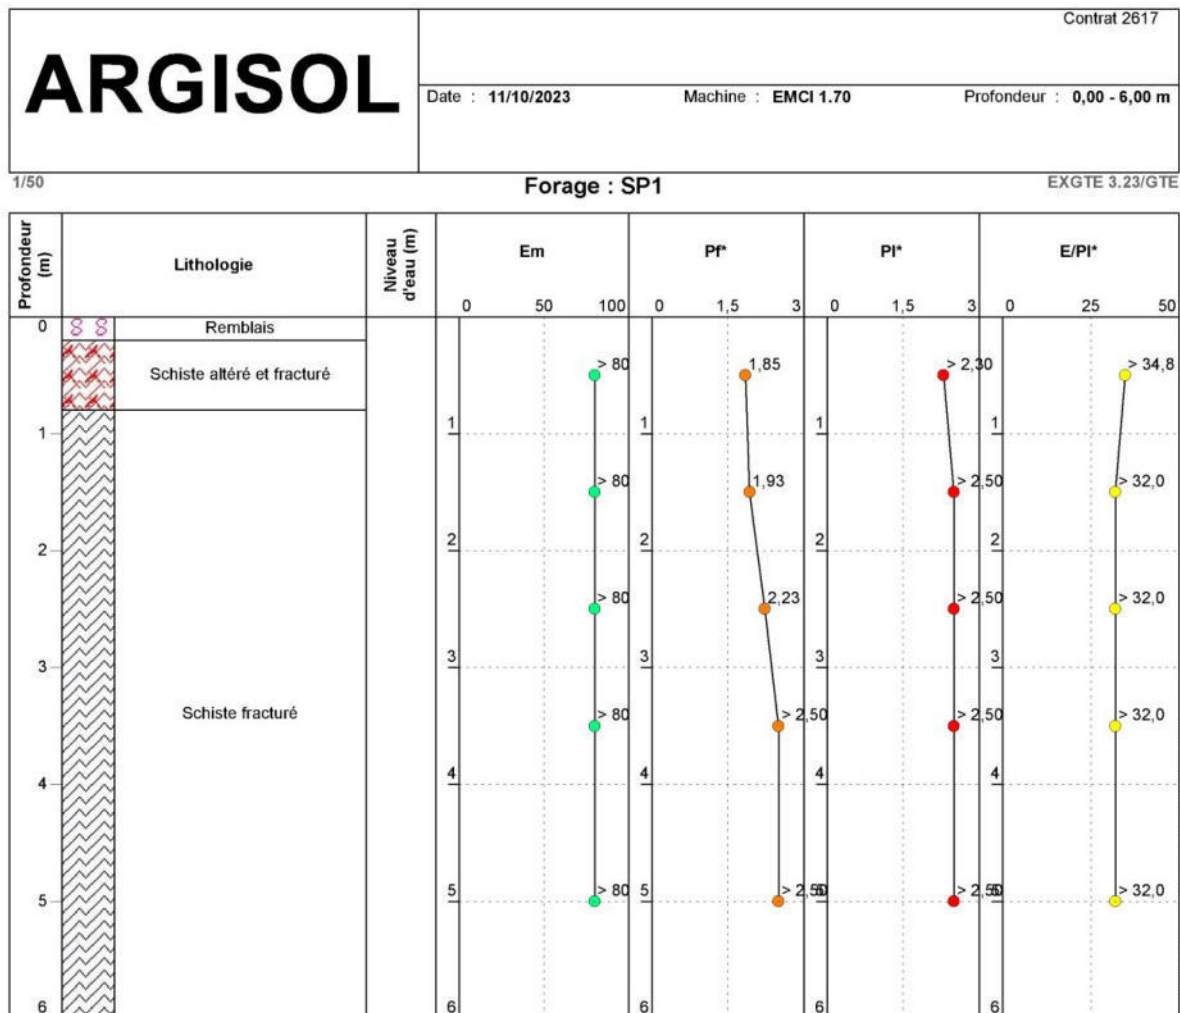 Contrat 2617
ARGISOL
Date : 11/10/2023 Machine : EMCI 1.70 Profondeur : 0,00 - 6,00 m
1/50 Forage : SP1 EXGTE 3.23/GTE
Profondeur (m)
Lithologie
Niveau d'eau (m)
Em Pf* Pl* E/Pl*
0 50 100 0 1,5 3 0 1,5 3 0 25 50
0 Remblais
Schiste altéré et fracturé
> 80 1,85 > 2,30 > 34,8
1 1 1 1 1
> 80 1,93 > 2,50 > 32,0
2 2 2 2 2
> 80 2,23 > 2,50 > 32,0
3 3 3 3 3
Schiste fracturé
> 80 > 2,50 > 2,50 > 32,0
4 4 4 4 4
5 5 > 80 5 > 2,50 5 > 2,50 5 > 32,0
6 6 6 6 6